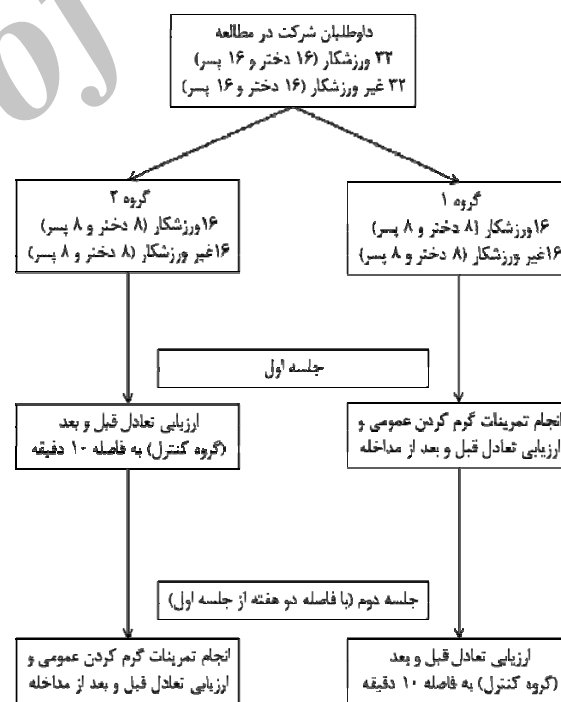 داوطلبان شرکت در مطالعه
۳۲ ورزشکار (۱۶ دختر و ۱۶ پسر)
۳۲ غیر ورزشکار (۱۶ دختر و ۱۶ پسر)
گروه ۱
۱۶ورزشکار (۸ دختر و ۸ پسر)
۱۶غیر ورزشکار (۸ دختر و ۸ پسر)
گروه ۲
۱۶ورزشکار (۸ دختر و ۸ پسر)
۱۶غیر ورزشکار (۸ دختر و ۸ پسر)
جلسه اول
انجام تمرینات گرم کردن عمومی و
ارزیابی تعادل قبل و بعد از مداخله
ارزیابی تعادل قبل و بعد
(گروه کنترل) به فاصله ۱۰ دقیقه
جلسه دوم (با فاصله دو هفته از جلسه اول)
ارزیابی تعادل قبل و بعد
(گروه کنترل) به فاصله ۱۰ دقیقه
انجام تمرینات گرم کردن عمومی و
ارزیابی تعادل قبل و بعد از مداخله